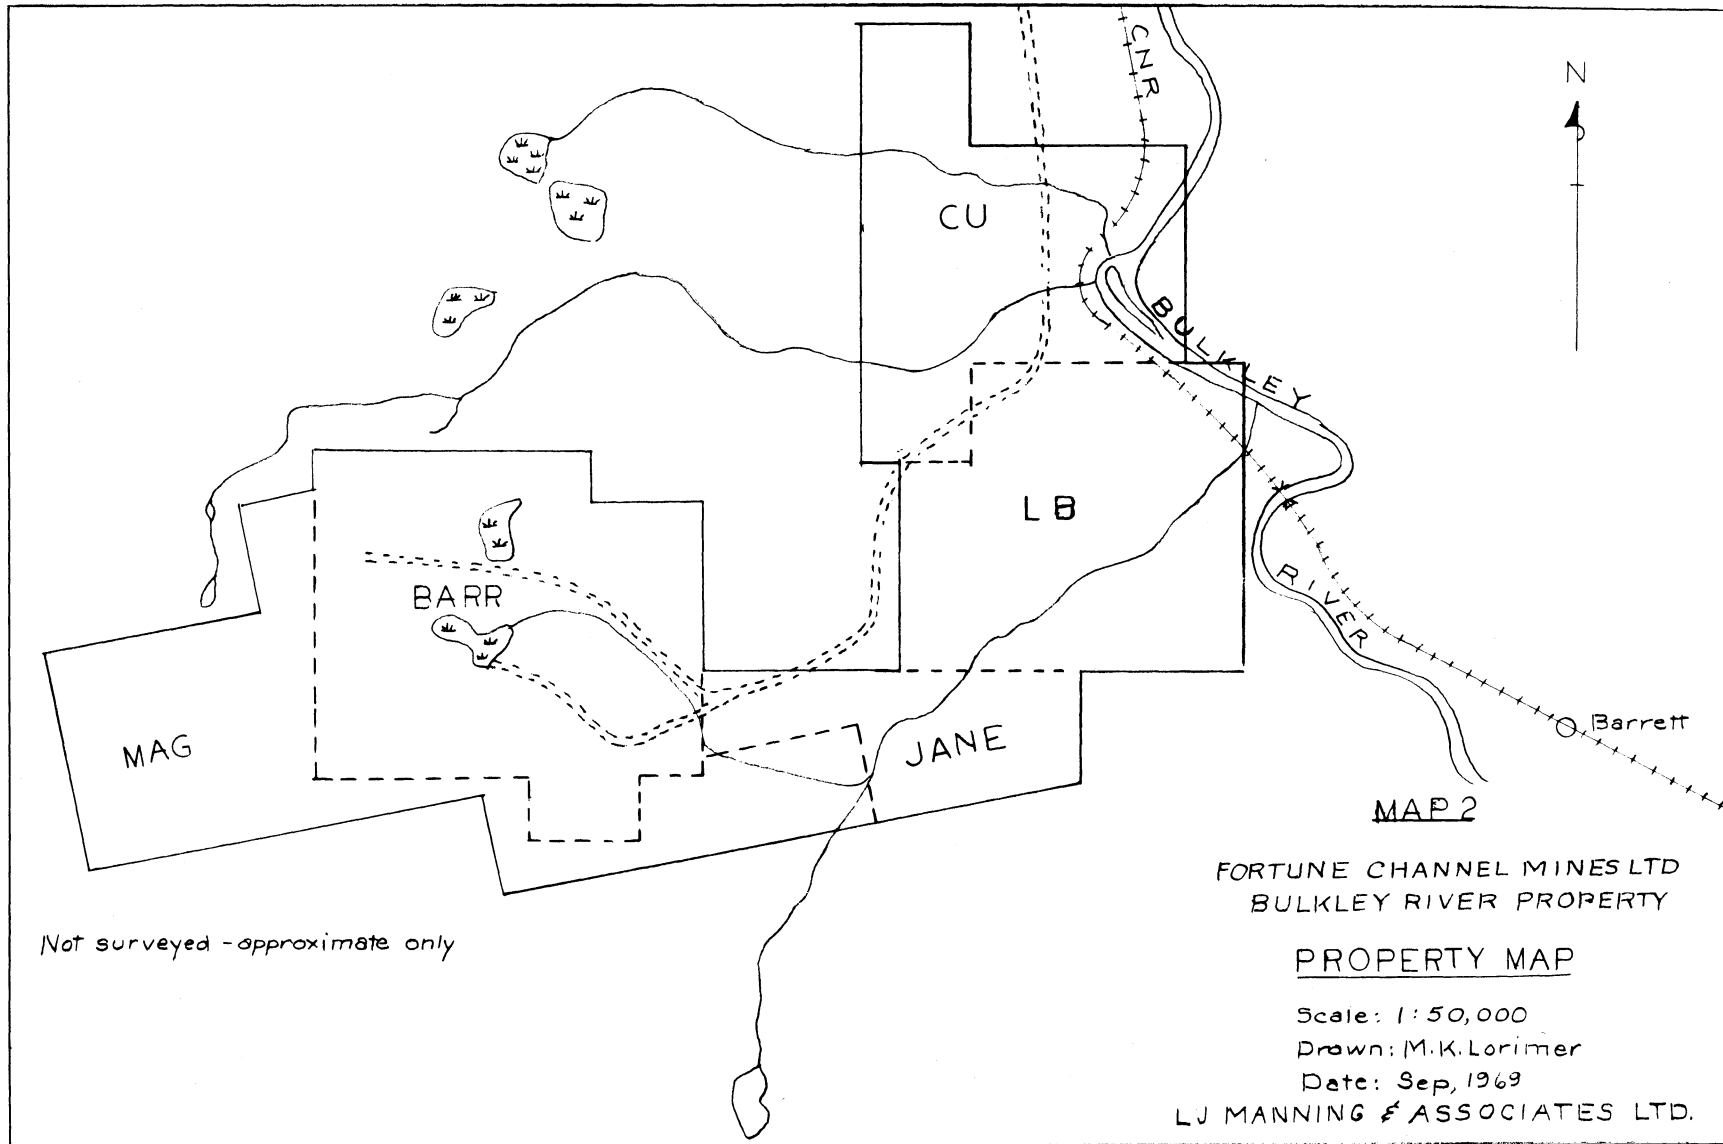 CNR
N
CU
BULKLEY
LB
RIVER
BARR
Barrett
MAG
JANE
MAP 2
FORTUNE CHANNEL MINES LTD
BULKLEY RIVER PROPERTY
Not surveyed - approximate only
PROPERTY MAP
Scale: 1:50,000
Drawn: M.K. Lorimer
Date: Sep, 1969
LJ MANNING & ASSOCIATES LTD.